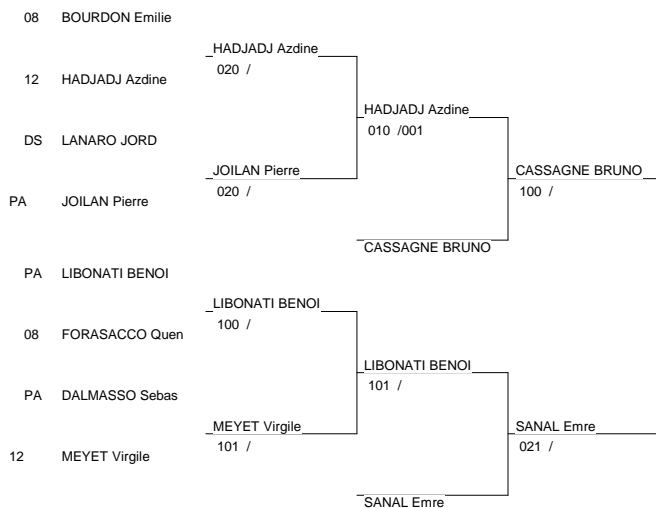 08 BOURDON Emilie
HADJADJ Azdine
020 /
12 HADJADJ Azdine
HADJADJ Azdine
010 /001
DS LANARO JORD
JOILAN Pierre
020 /
CASSAGNE BRUNO
100 /
PA JOILAN Pierre
CASSAGNE BRUNO
PA LIBONATI BENOI
LIBONATI BENOI
100 /
08 FORASACCO Quen
LIBONATI BENOI
101 /
PA DALMASSO Sebas
MEYET Virgile
101 /
SANAL Emre
021 /
12 MEYET Virgile
SANAL Emre